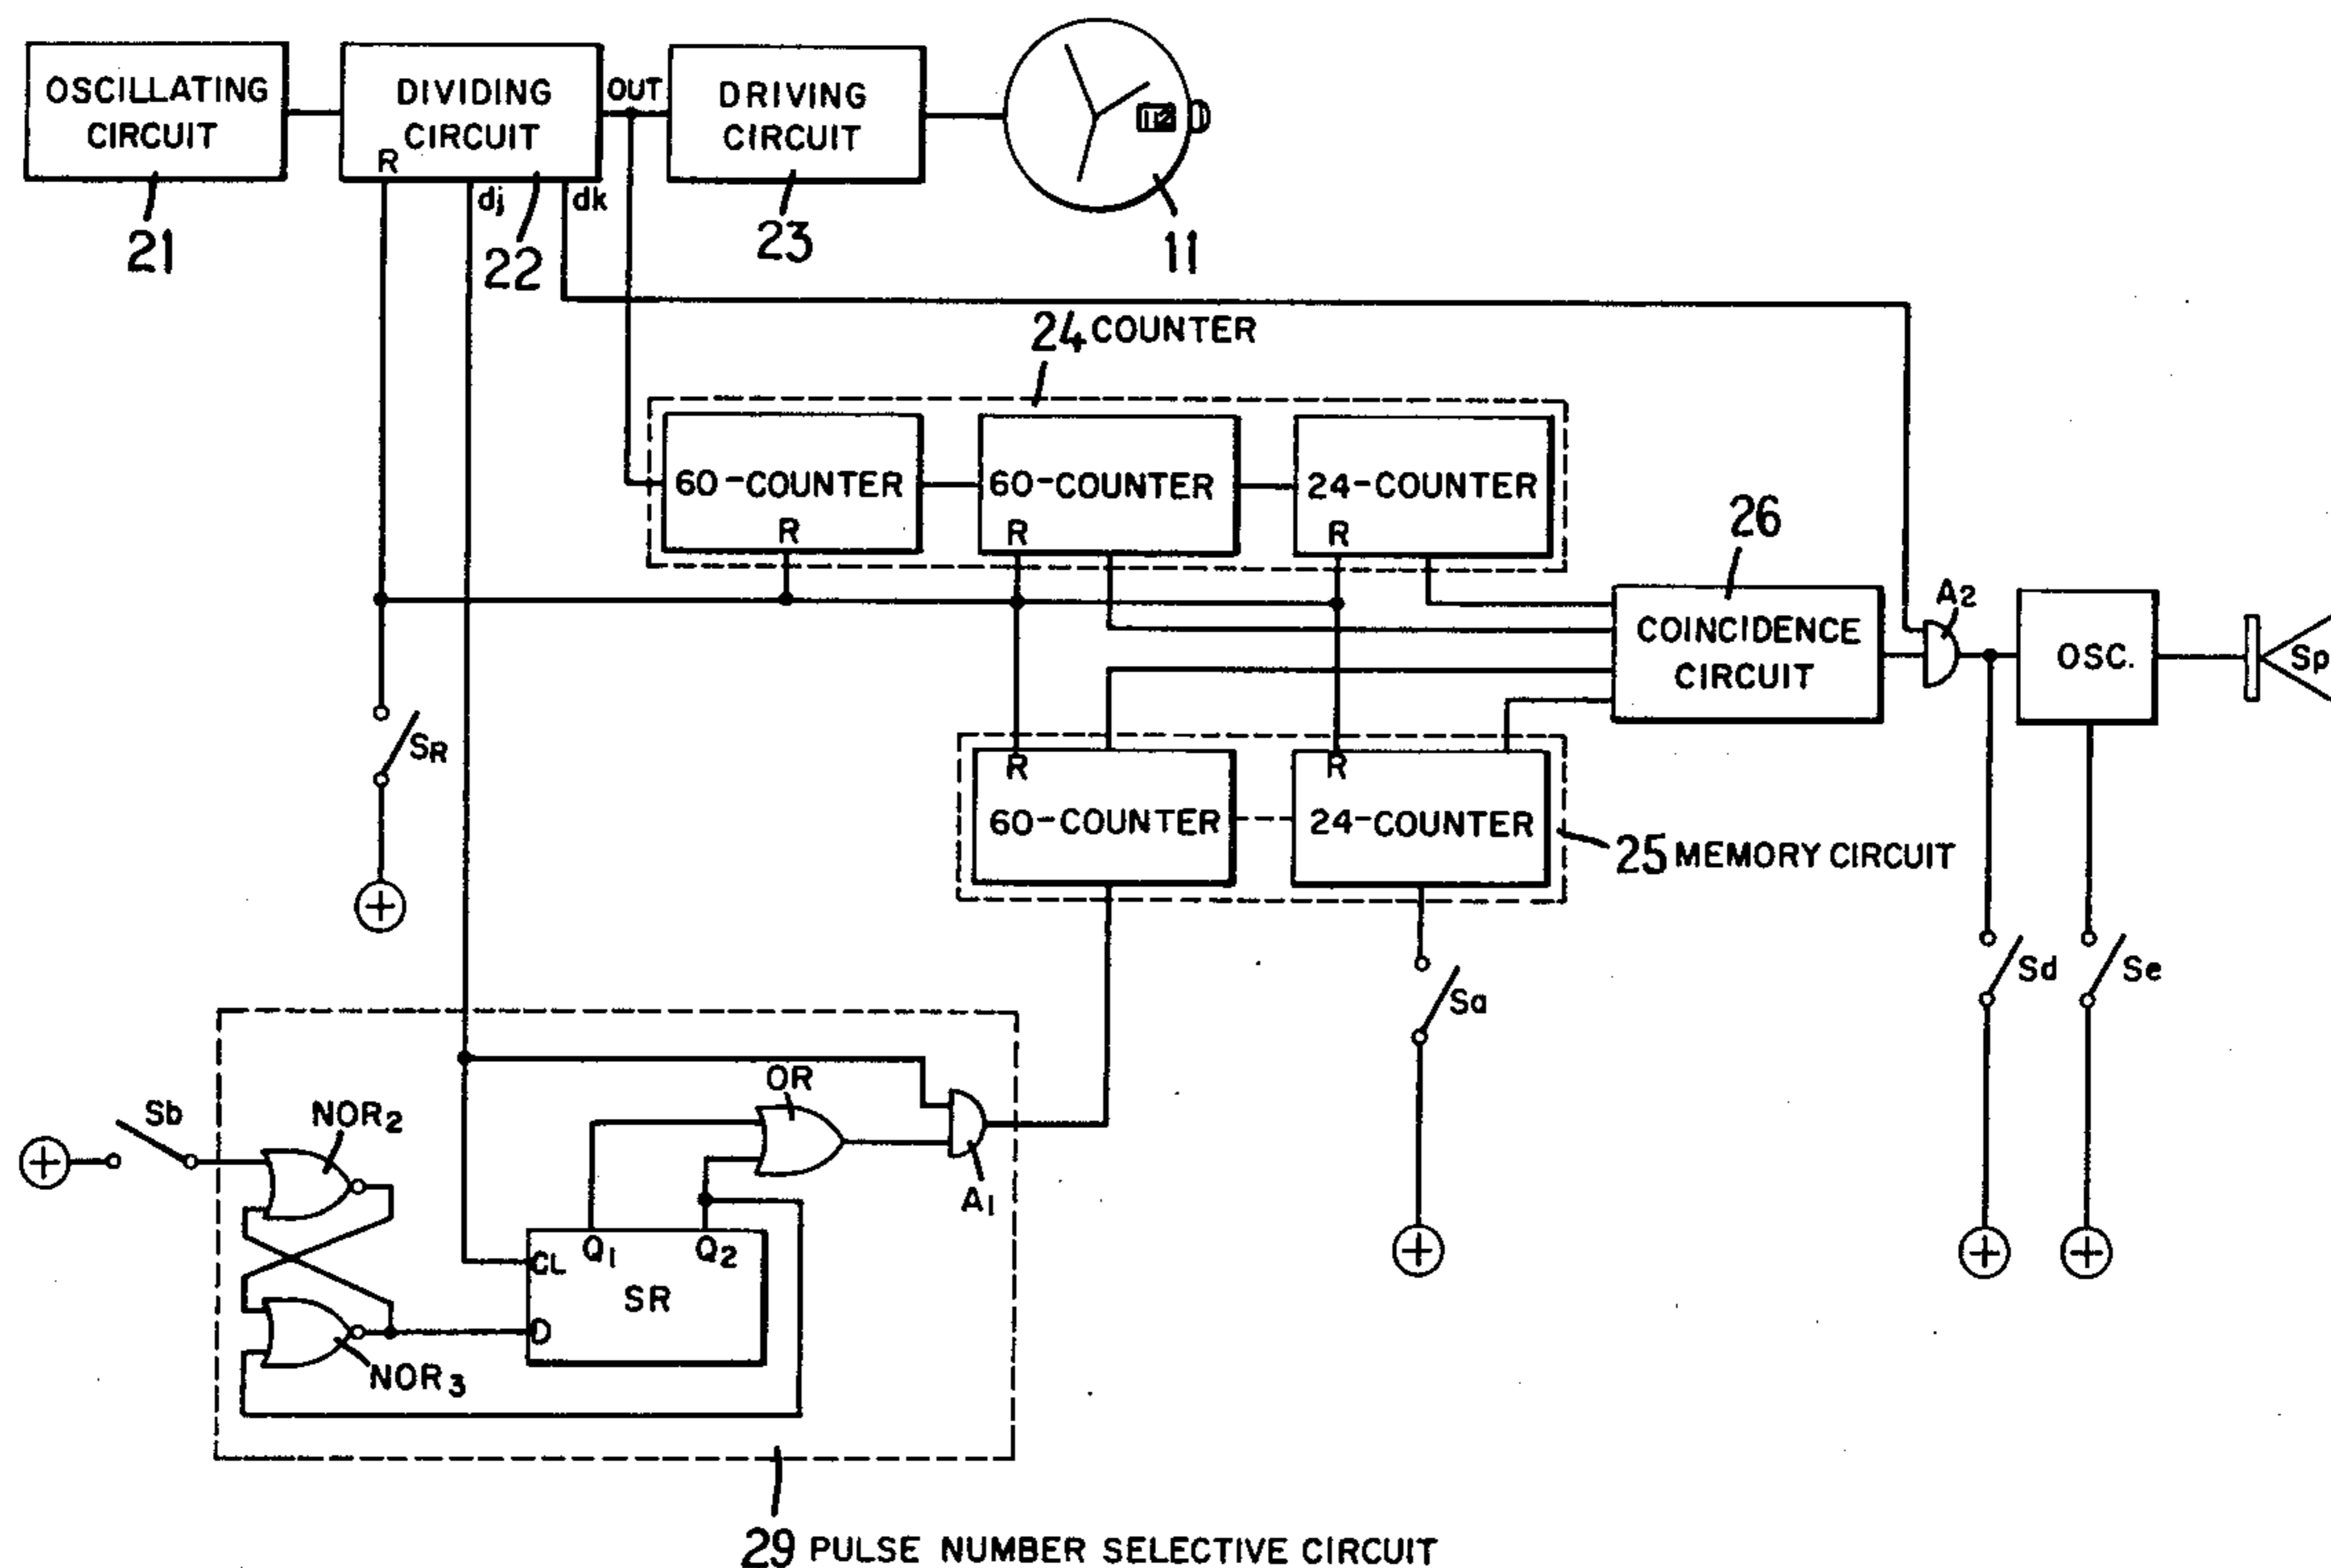 OSCILLATING
CIRCUIT
21
DIVIDING
CIRCUIT
R
dj
dk
22
OUT
DRIVING
CIRCUIT
23
11
24 COUNTER
60-COUNTER
R
60-COUNTER
R
24-COUNTER
R
26
COINCIDENCE
CIRCUIT
A2
OSC.
Sp
SR
R
60-COUNTER
R
24-COUNTER
25 MEMORY CIRCUIT
Sa
Sd
Se
Sb
NOR2
OR
A1
CL
Q1
Q2
SR
D
NOR3
29 PULSE NUMBER SELECTIVE CIRCUIT